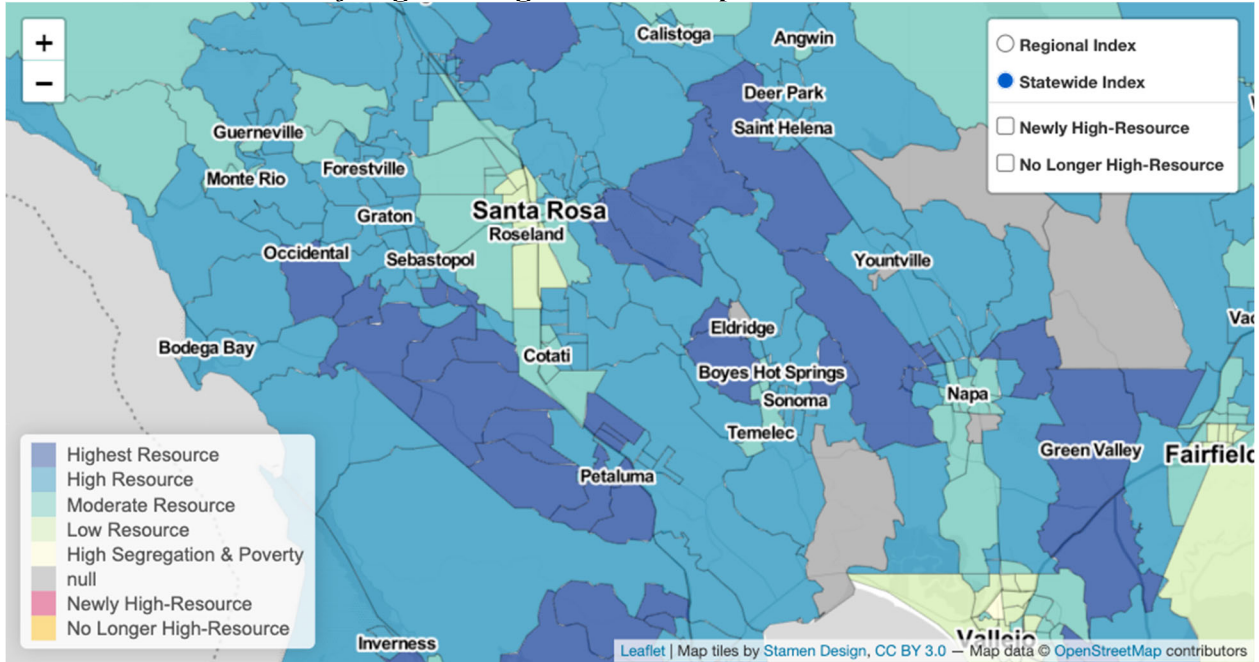 +
−
Calistoga
Angwin
Regional Index
Statewide Index
Newly High-Resource
No Longer High-Resource
Deer Park
Saint Helena
Guerneville
Forestville
Monte Rio
Santa Rosa
Graton
Roseland
Occidental
Sebastopol
Yountville
Eldridge
Bodega Bay
Cotati
Boyes Hot Springs
Sonoma
Napa
Temelec
Green Valley
Fairfield
Petaluma
Highest Resource
High Resource
Moderate Resource
Low Resource
High Segregation & Poverty
null
Newly High-Resource
No Longer High-Resource
Inverness
Vallejo
Leaflet | Map tiles by Stamen Design, CC BY 3.0 — Map data © OpenStreetMap contributors